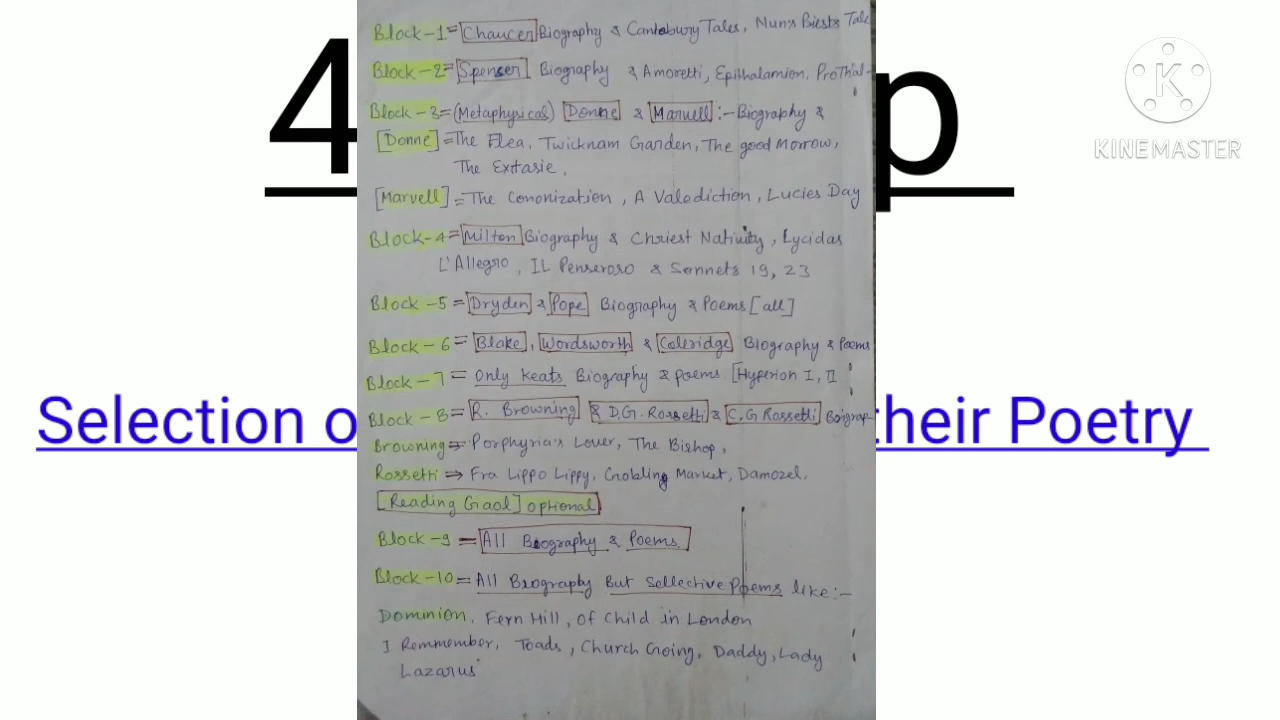 4
p
K
KINEMASTER
Selection o
their Poetry
Block-1= Chaucer Biography & Cantebury Tales, Nun's Priests Tale
Block-2= Spenser Biography & Amoretti, Epithalamion, ProThal-
Block-3=(Metaphysical) Donne & Marvell :- Biography &
[Donne] = The Flea, Twicknam Garden, The good Morrow,
The Extasie.
[Marvell] = The Cononization, A Valediction, Lucies Day
Block-4= Milton Biography & Chriest Nativity, Lycidas
L'Allegro, IL Penseroso & Sonnets 19, 23
Block-5 = Dryden & Pope Biography & Poems [all]
Block-6 = Blake, Wordsworth & Coleridge Biography & Poems
Block-7 = Only Keats Biography & poems [Hyperion I, II
Block-8= R. Browning & D.G. Rossetti & C.G Rossetti Boigrap-
Browning ⇒ Porphyria's Lover, The Bishop,
Rossetti ⇒ Fra Lippo Lippy, Gobling Market, Damozel.
[Reading Gaol] optional
Block-9 = All Biography & Poems.
Block-10= All Biography But Sellective Poems like:-
Dominion, Fern Hill, of Child in London
I Remmember, Toads, Church Going, Daddy, Lady
Lazarus